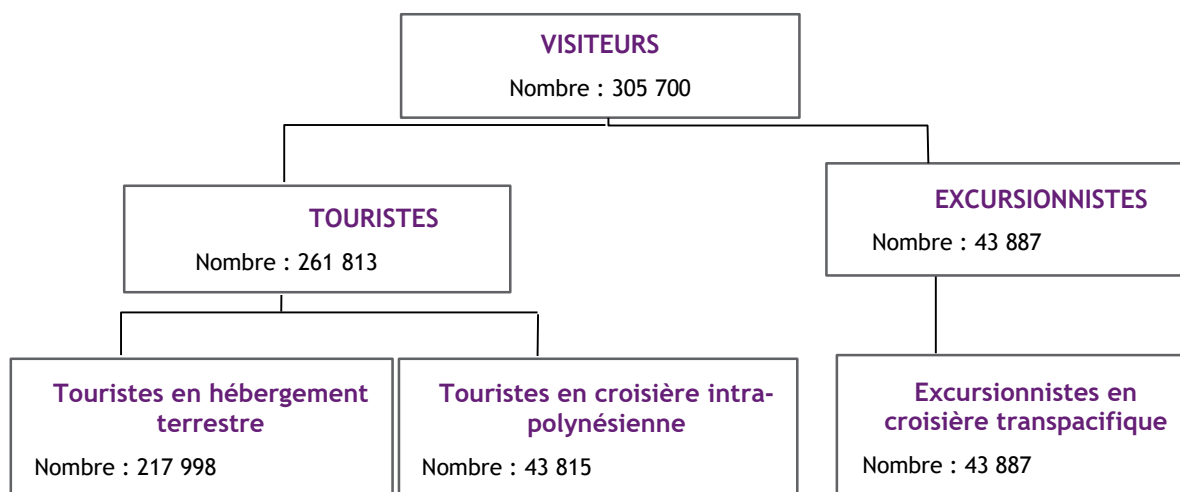 VISITEURS
Nombre : 305 700
TOURISTES
Nombre : 261 813
EXCURSIONNISTES
Nombre : 43 887
Touristes en hébergement
terrestre
Nombre : 217 998
Touristes en croisière intra-
polynésienne
Nombre : 43 815
Excursionnistes en
croisière transpacifique
Nombre : 43 887